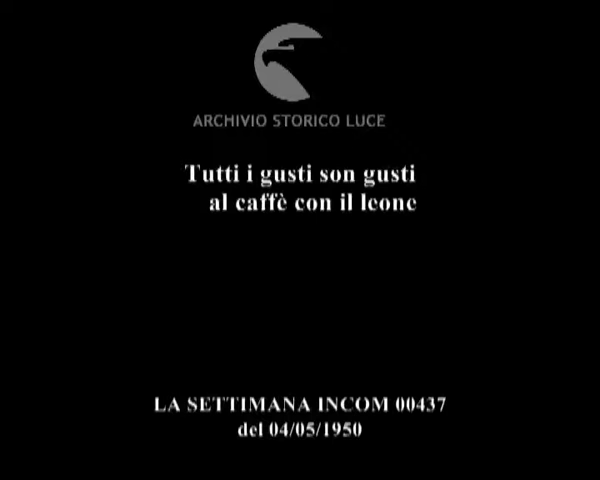 ARCHIVIO STORICO LUCE
Tutti i gusti son gusti
al caffè con il leone
LA SETTIMANA INCOM 00437
del 04/05/1950